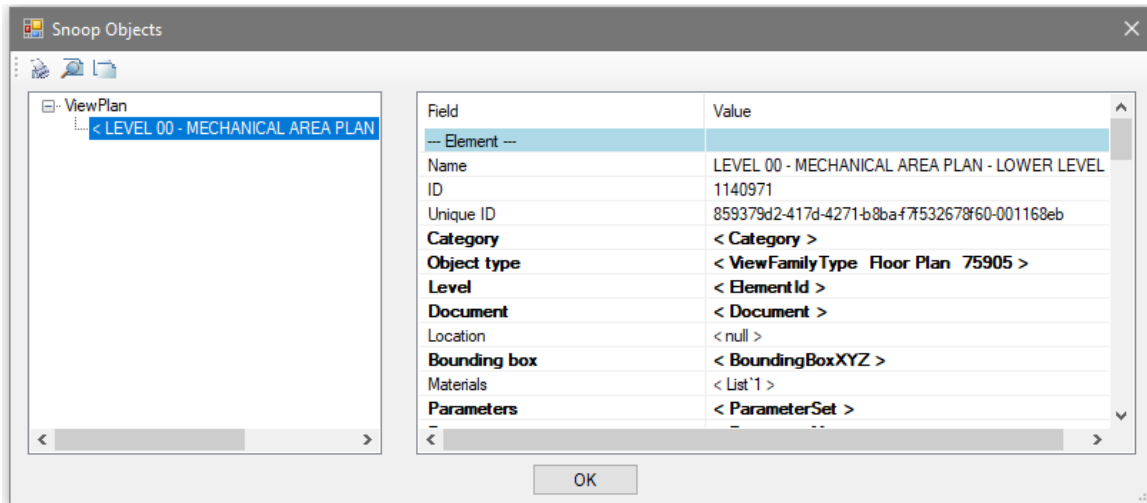 Snoop Objects
ViewPlan
< LEVEL 00 - MECHANICAL AREA PLAN
Field Value
--- Element ---
Name LEVEL 00 - MECHANICAL AREA PLAN - LOWER LEVEL
ID 1140971
Unique ID 859379d2-417d-4271-b8ba-f7f532678f60-001168eb
Category < Category >
Object type < ViewFamilyType Floor Plan 75905 >
Level < ElementId >
Document < Document >
Location < null >
Bounding box < BoundingBoxXYZ >
Materials < List`1 >
Parameters < ParameterSet >
OK